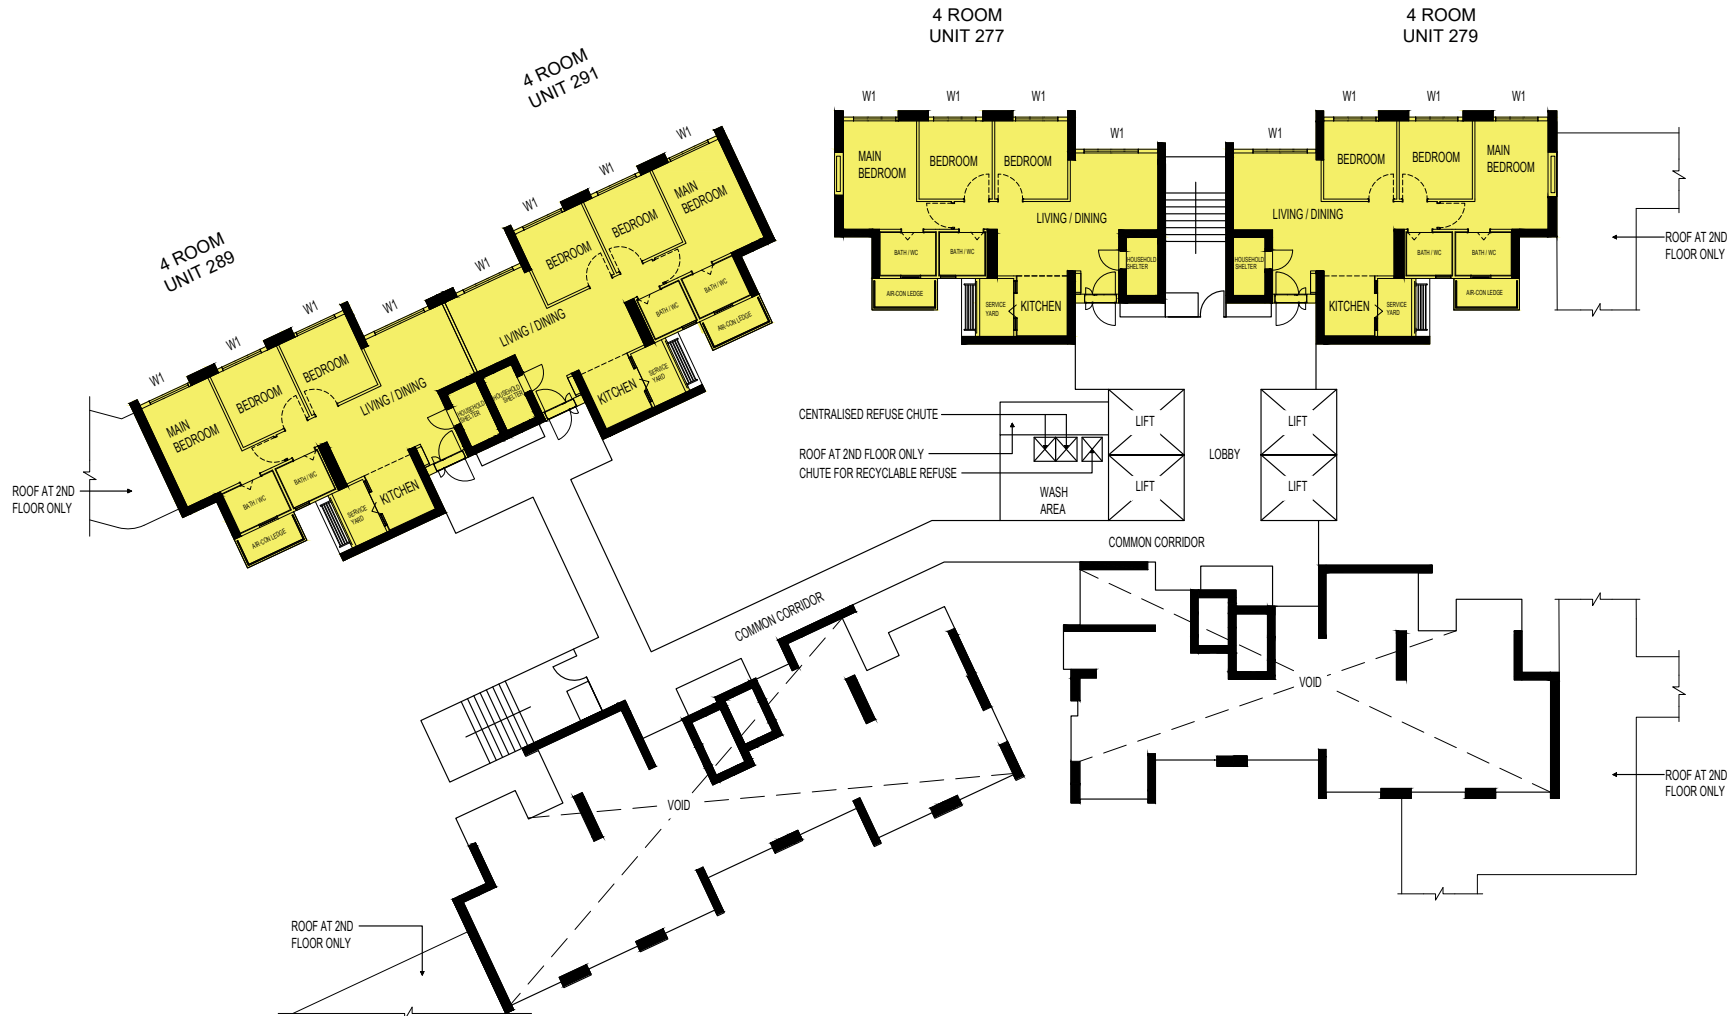 4 ROOM
UNIT 277
4 ROOM
UNIT 279
4 ROOM
UNIT 291
4 ROOM
UNIT 289
W1
W1
W1
W1
MAIN
BEDROOM
BEDROOM
BEDROOM
LIVING / DINING
BATH / WC
BATH / WC
HOUSEHOLD
SHELTER
AIR-CON LEDGE
SERVICE
YARD
KITCHEN
W1
W1
W1
W1
BEDROOM
BEDROOM
MAIN
BEDROOM
LIVING / DINING
HOUSEHOLD
SHELTER
BATH / WC
BATH / WC
AIR-CON LEDGE
KITCHEN
SERVICE
YARD
ROOF AT 2ND
FLOOR ONLY
W1
W1
W1
W1
MAIN
BEDROOM
BEDROOM
BEDROOM
LIVING / DINING
BATH / WC
BATH / WC
AIR-CON LEDGE
HOUSEHOLD
SHELTER
KITCHEN
SERVICE
YARD
W1
W1
W1
W1
BEDROOM
BEDROOM
MAIN
BEDROOM
LIVING / DINING
HOUSEHOLD
SHELTER
BATH / WC
BATH / WC
AIR-CON LEDGE
SERVICE
YARD
KITCHEN
ROOF AT 2ND
FLOOR ONLY
CENTRALISED REFUSE CHUTE
ROOF AT 2ND FLOOR ONLY
CHUTE FOR RECYCLABLE REFUSE
WASH
AREA
LIFT
LIFT
LOBBY
LIFT
LIFT
COMMON CORRIDOR
COMMON CORRIDOR
VOID
VOID
ROOF AT 2ND
FLOOR ONLY
ROOF AT 2ND
FLOOR ONLY